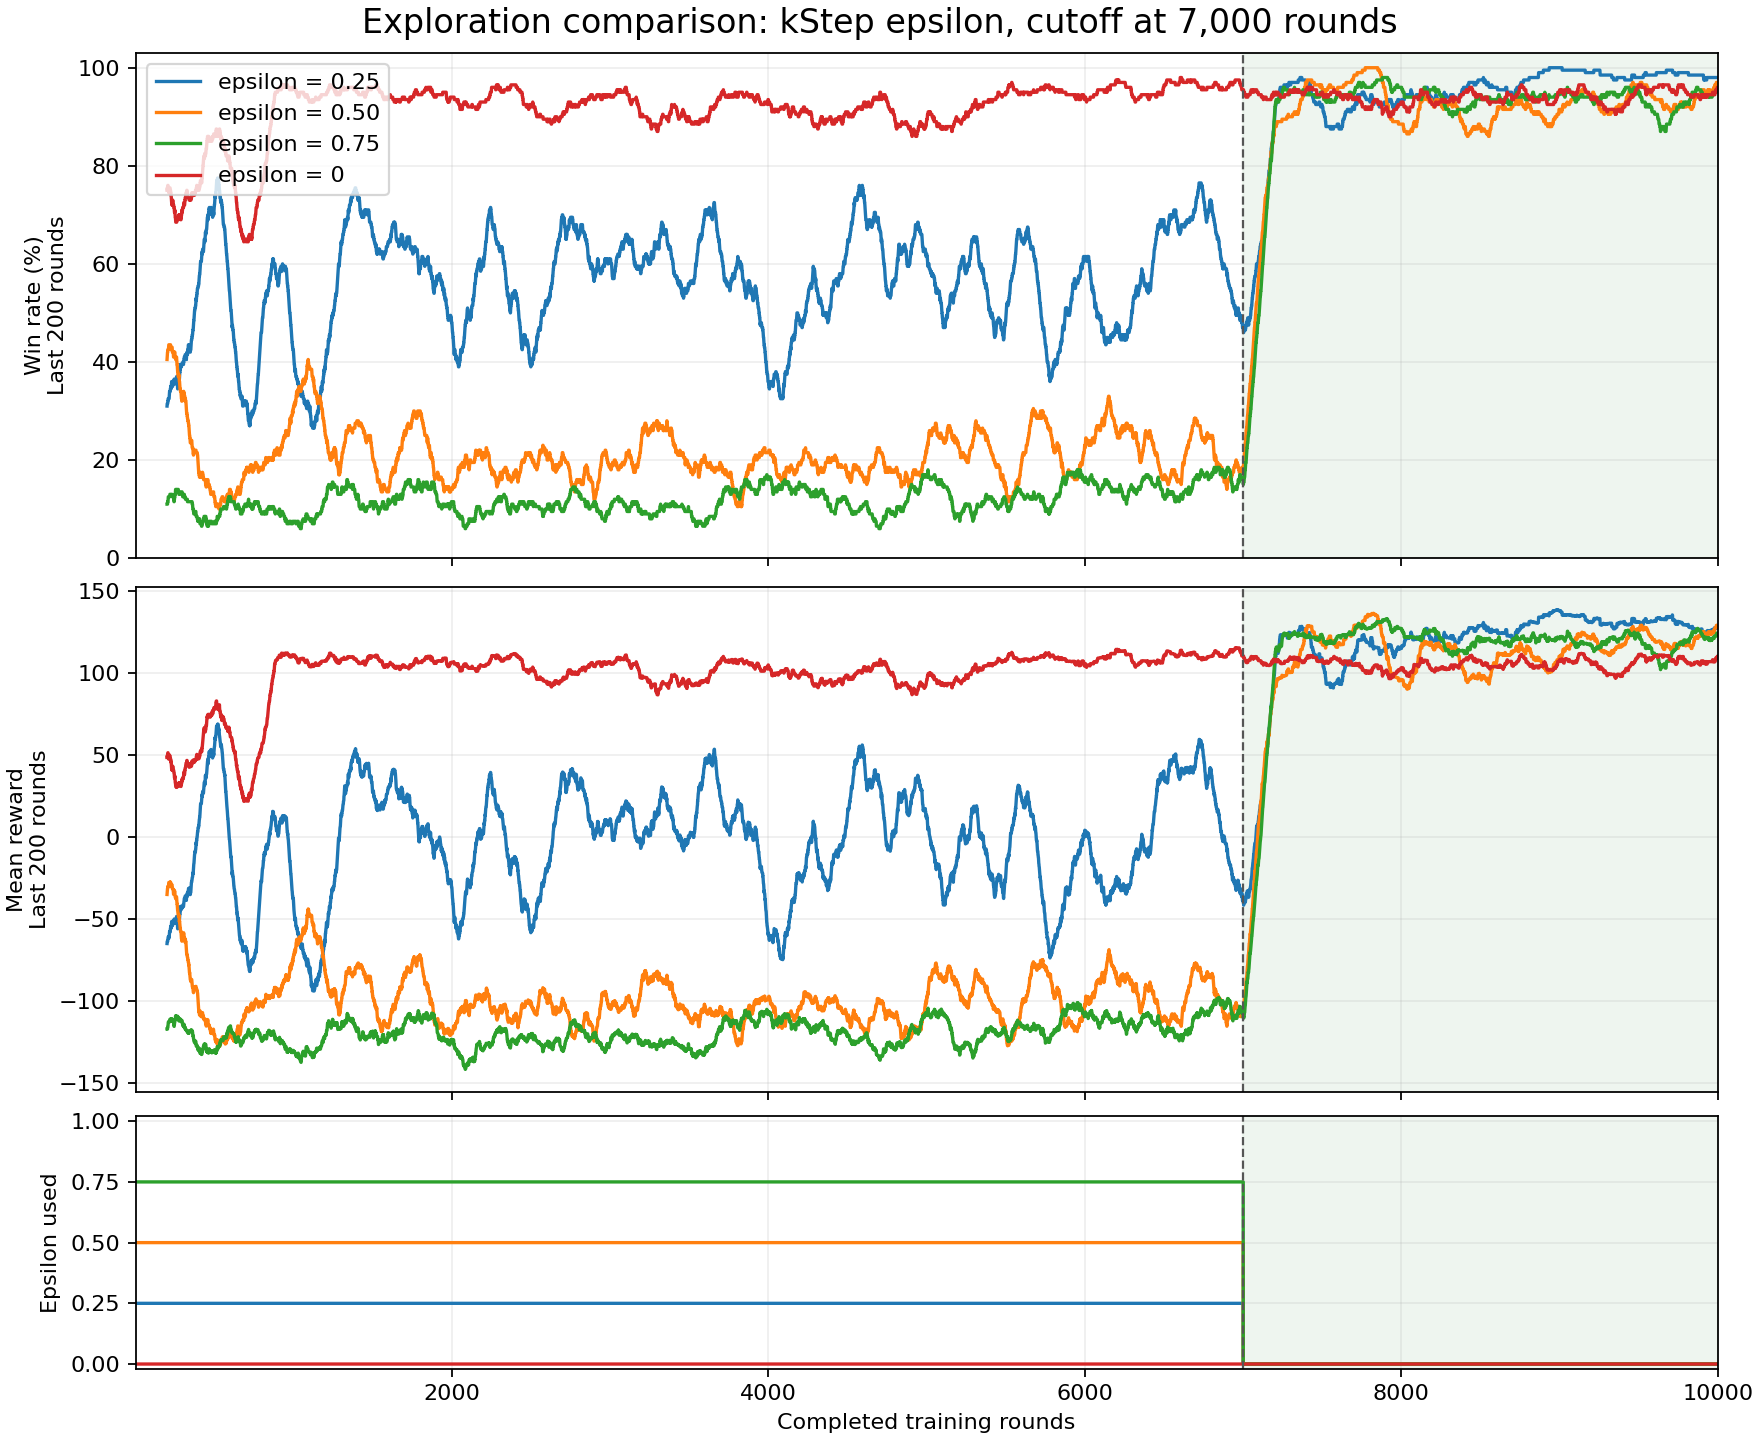 Exploration comparison: kStep epsilon, cutoff at 7,000 rounds
epsilon = 0.25
epsilon = 0.50
epsilon = 0.75
epsilon = 0
Win rate (%)
Last 200 rounds
100
80
60
40
20
0
Mean reward
Last 200 rounds
150
100
50
0
−50
−100
−150
Epsilon used
1.00
0.75
0.50
0.25
0.00
2000
4000
6000
8000
10000
Completed training rounds